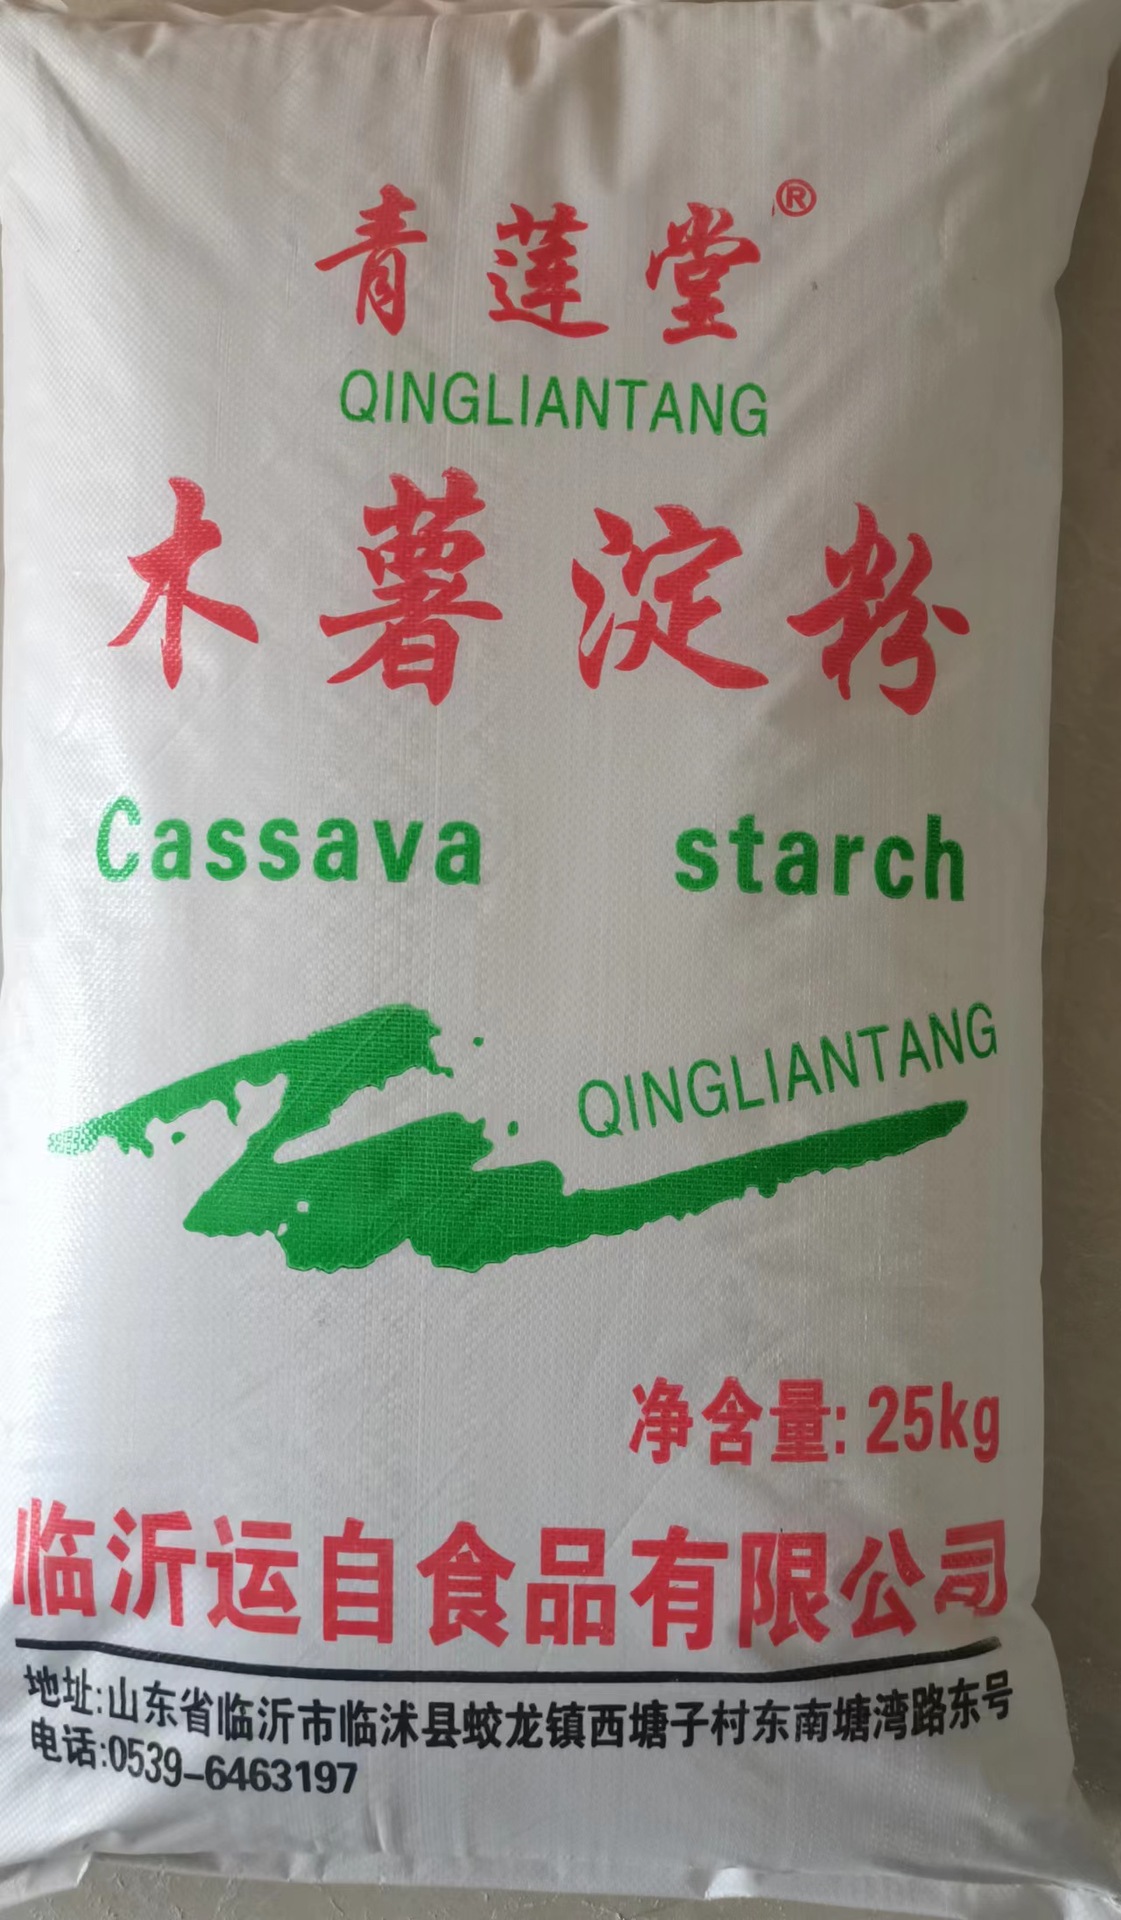 青莲堂®
QINGLIANTANG
木薯淀粉
Cassava starch
QINGLIANTANG
净含量:25kg
临沂运自食品有限公司
地址:山东省临沂市临沭县蛟龙镇西塘子村东南塘湾路东号
电话:0539-6463197